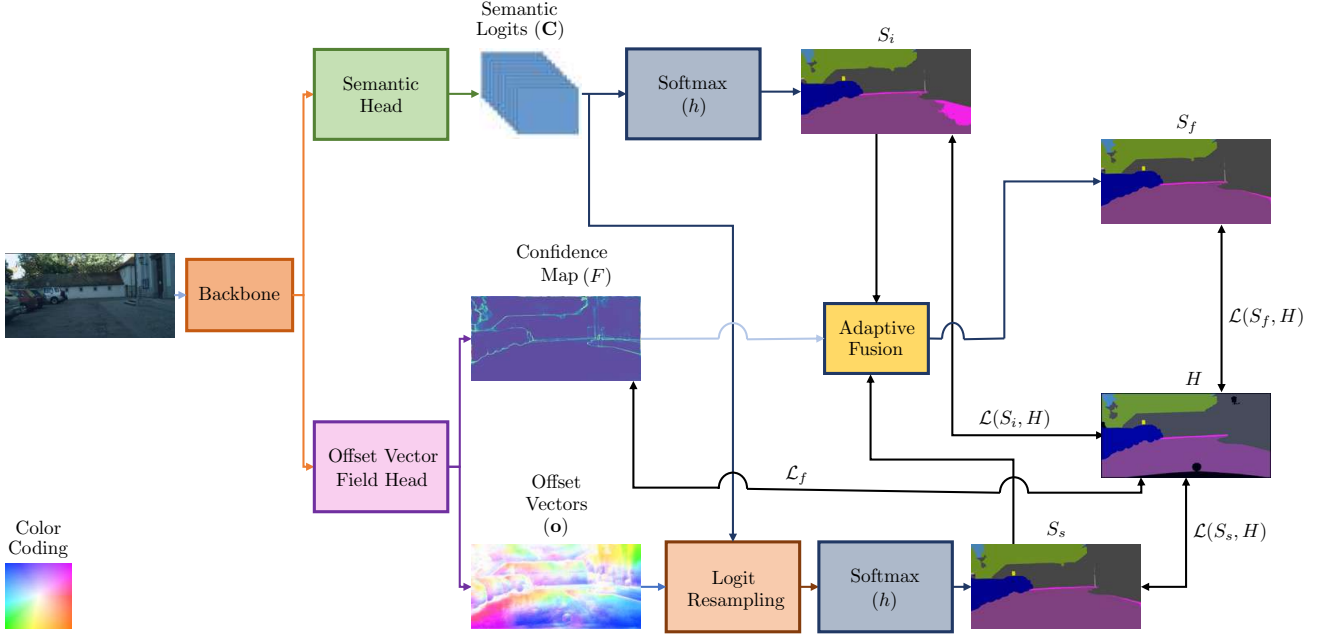 Semantic
Logits (C)
Semantic
Head
Softmax
(h)
S_i
S_f
Backbone
Confidence
Map (F)
Adaptive
Fusion
L(S_f, H)
H
L(S_i, H)
Offset Vector
Field Head
L_f
Offset
Vectors
(o)
Color
Coding
Logit
Resampling
Softmax
(h)
S_s
L(S_s, H)